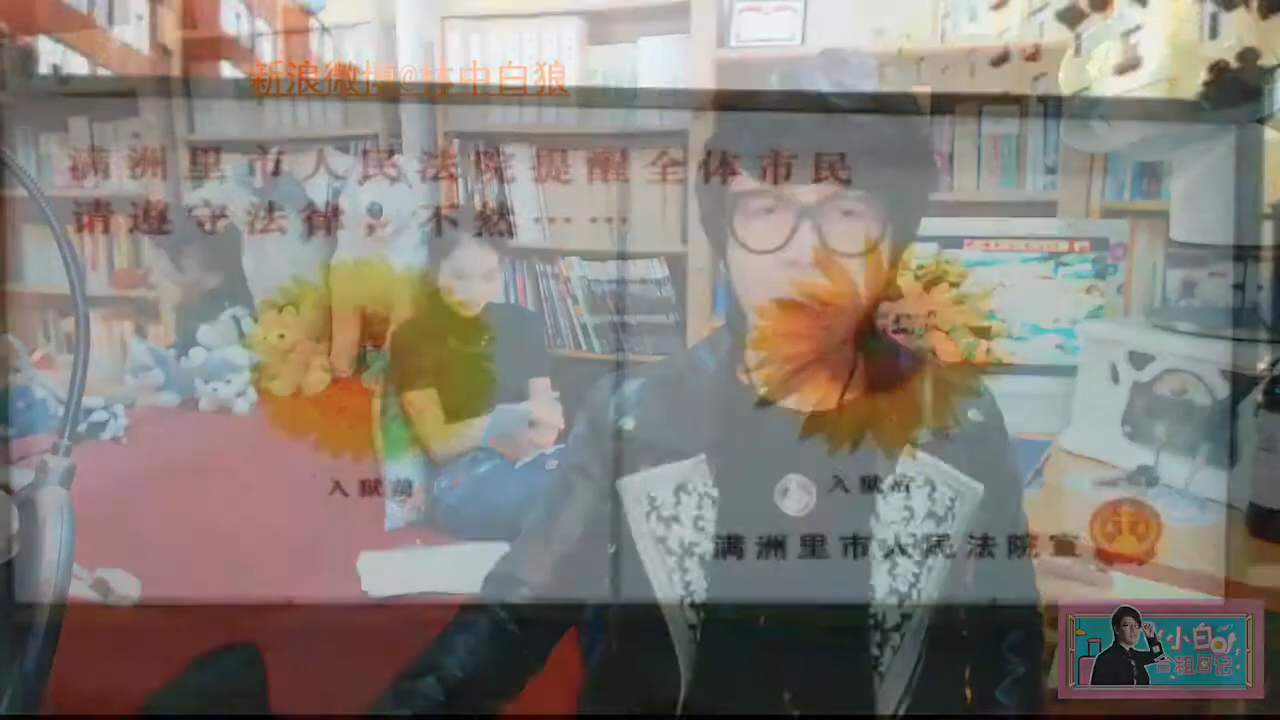 新浪微博@林中白狼
满洲里市人民法院提醒全体市民
请遵守法律，不然……
入狱前
入狱后
满洲里市人民法院宣
小白
合租日记